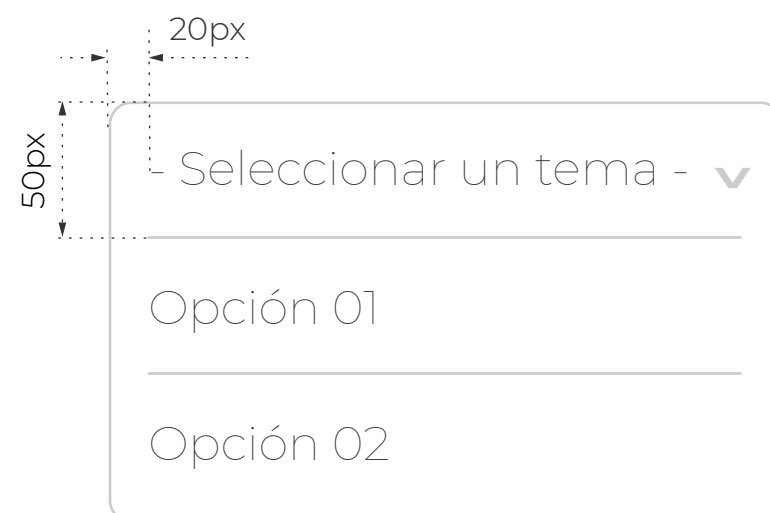 20px
50px
- Seleccionar un tema -
Opción 01
Opción 02